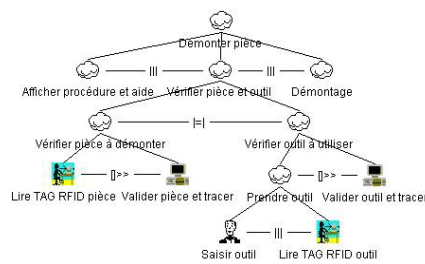 Démonter pièce
||| |||
Afficher procédure et aide Vérifier pièce et outil Démontage
|=|
Vérifier pièce à démonter Vérifier outil à utiliser
[]>> []>>
Lire TAG RFID pièce Valider pièce et tracer Prendre outil Valider outil et tracer
|||
Saisir outil Lire TAG RFID outil